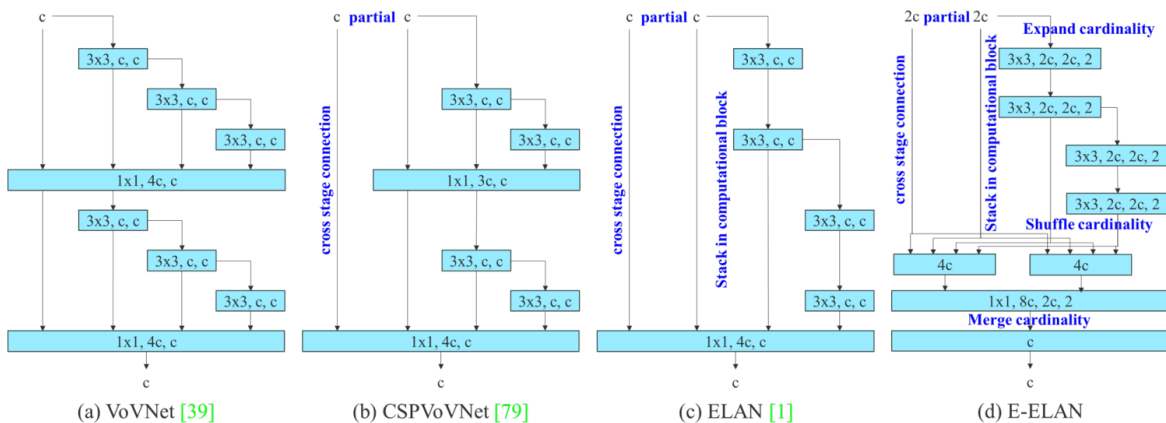 c
3x3, c, c
3x3, c, c
3x3, c, c
1x1, 4c, c
3x3, c, c
3x3, c, c
3x3, c, c
1x1, 4c, c
c
(a) VoVNet [39]
c partial c
cross stage connection
3x3, c, c
3x3, c, c
1x1, 3c, c
3x3, c, c
3x3, c, c
1x1, 4c, c
c
(b) CSPVoVNet [79]
c partial c
cross stage connection
Stack in computational block
3x3, c, c
3x3, c, c
3x3, c, c
3x3, c, c
1x1, 4c, c
c
(c) ELAN [1]
2c partial 2c
Expand cardinality
cross stage connection
Stack in computational block
3x3, 2c, 2c, 2
3x3, 2c, 2c, 2
3x3, 2c, 2c, 2
3x3, 2c, 2c, 2
Shuffle cardinality
4c 4c
1x1, 8c, 2c, 2
Merge cardinality
c
c
(d) E-ELAN